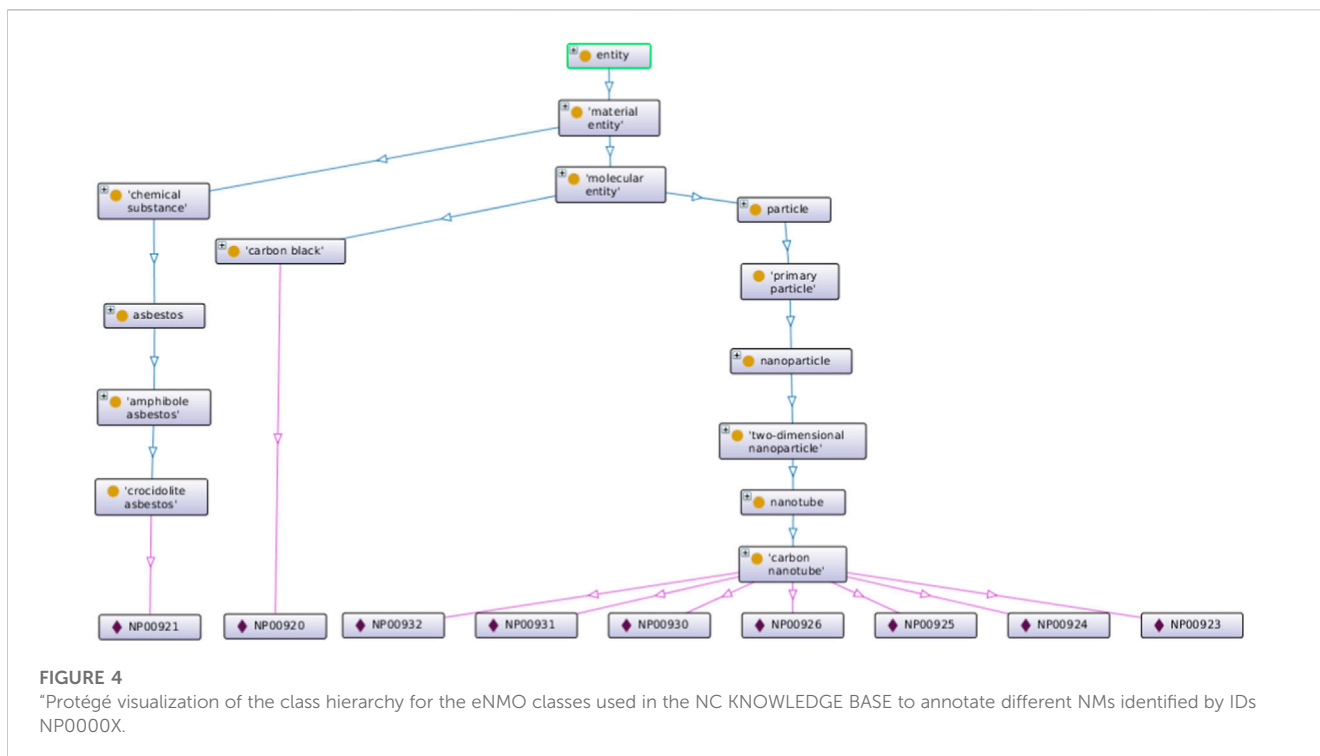 entity
'material
entity'
'molecular
entity'
'chemical
substance'
particle
'carbon black'
'primary
particle'
asbestos
nanoparticle
'amphibole
asbestos'
'two-dimensional
nanoparticle'
'crocidolite
asbestos'
nanotube
'carbon
nanotube'
NP00921
NP00920
NP00932
NP00931
NP00930
NP00926
NP00925
NP00924
NP00923
FIGURE 4
“Protégé visualization of the class hierarchy for the eNMO classes used in the NC KNOWLEDGE BASE to annotate different NMs identified by IDs
NP0000X.